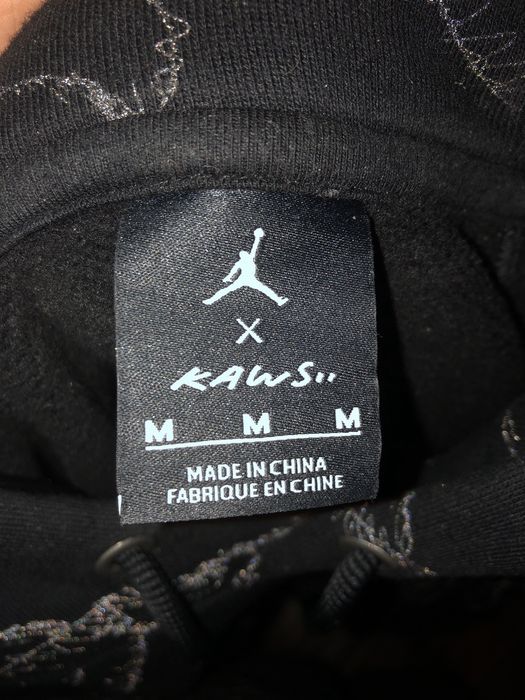 X
KAWS..
M M M
MADE IN CHINA
FABRIQUE EN CHINE